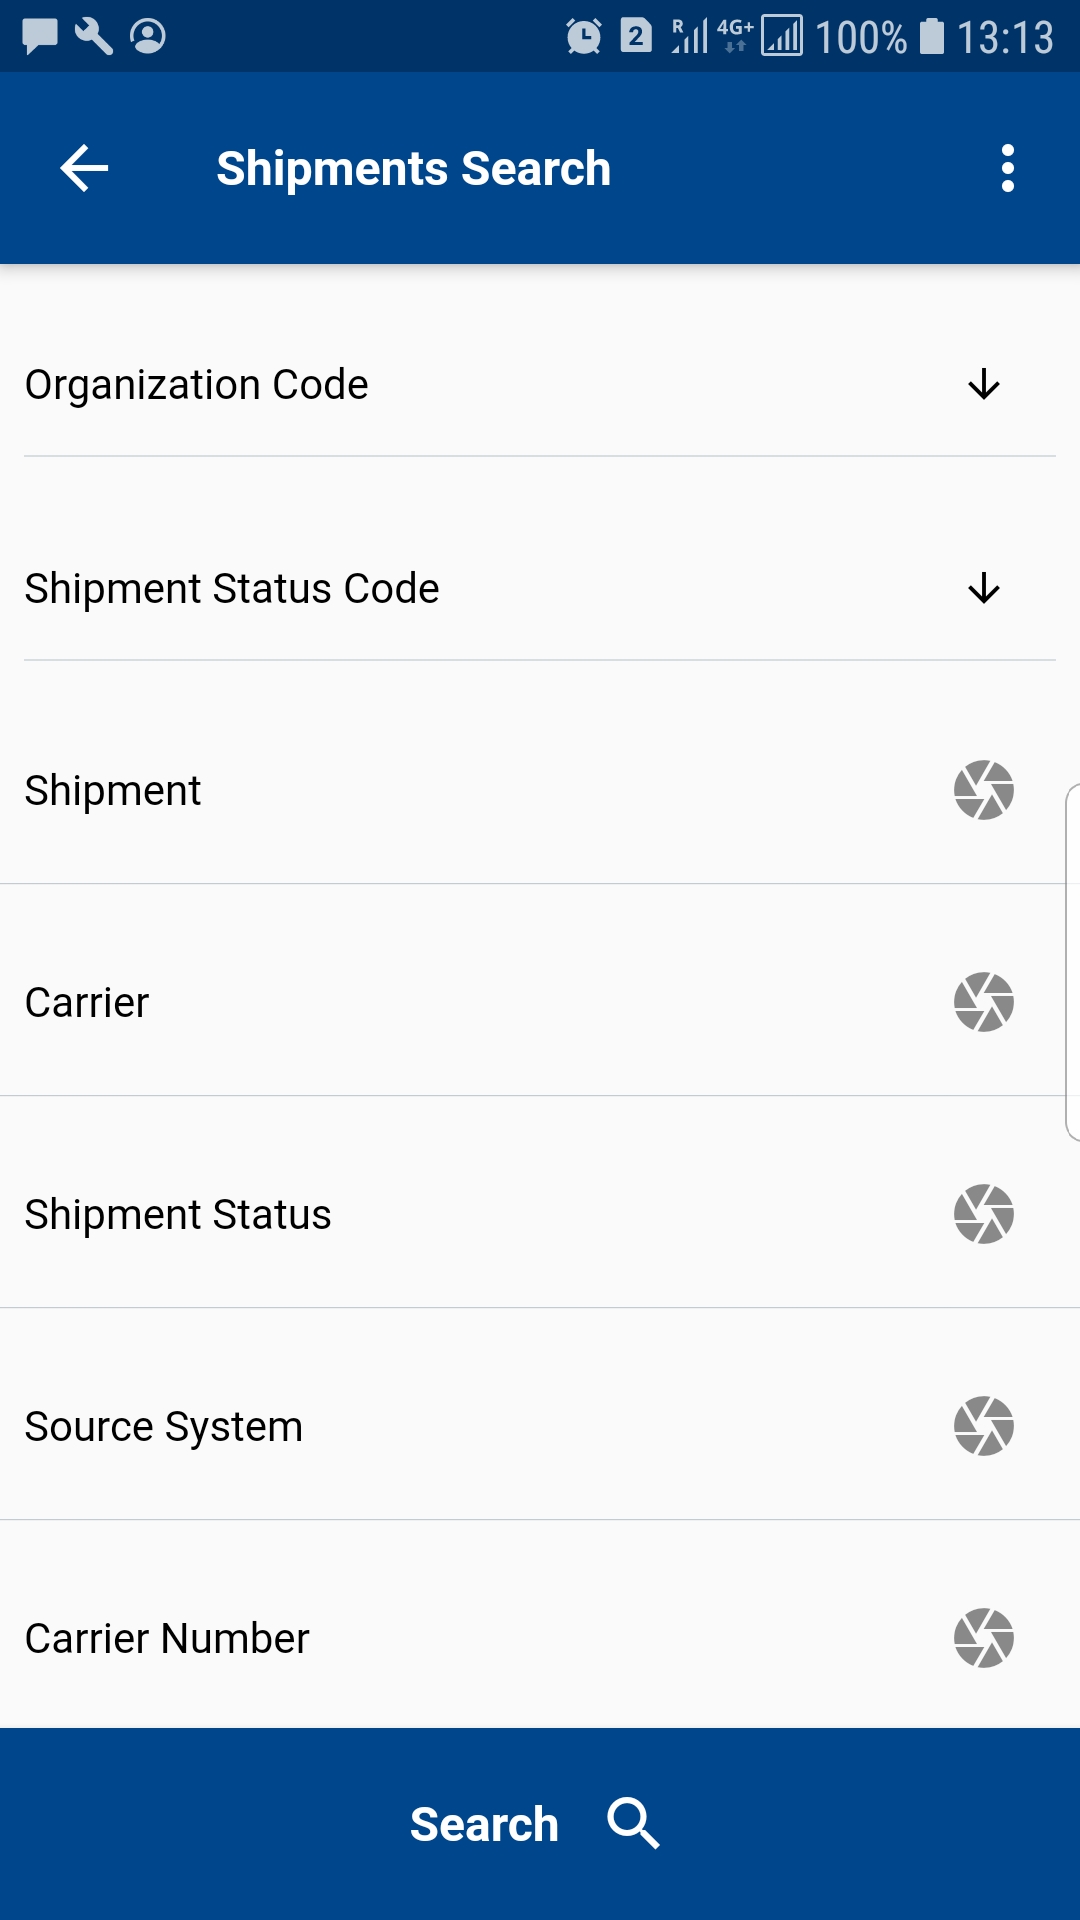 2 R 4G+ 100% 13:13
Shipments Search
Organization Code
Shipment Status Code
Shipment
Carrier
Shipment Status
Source System
Carrier Number
Search